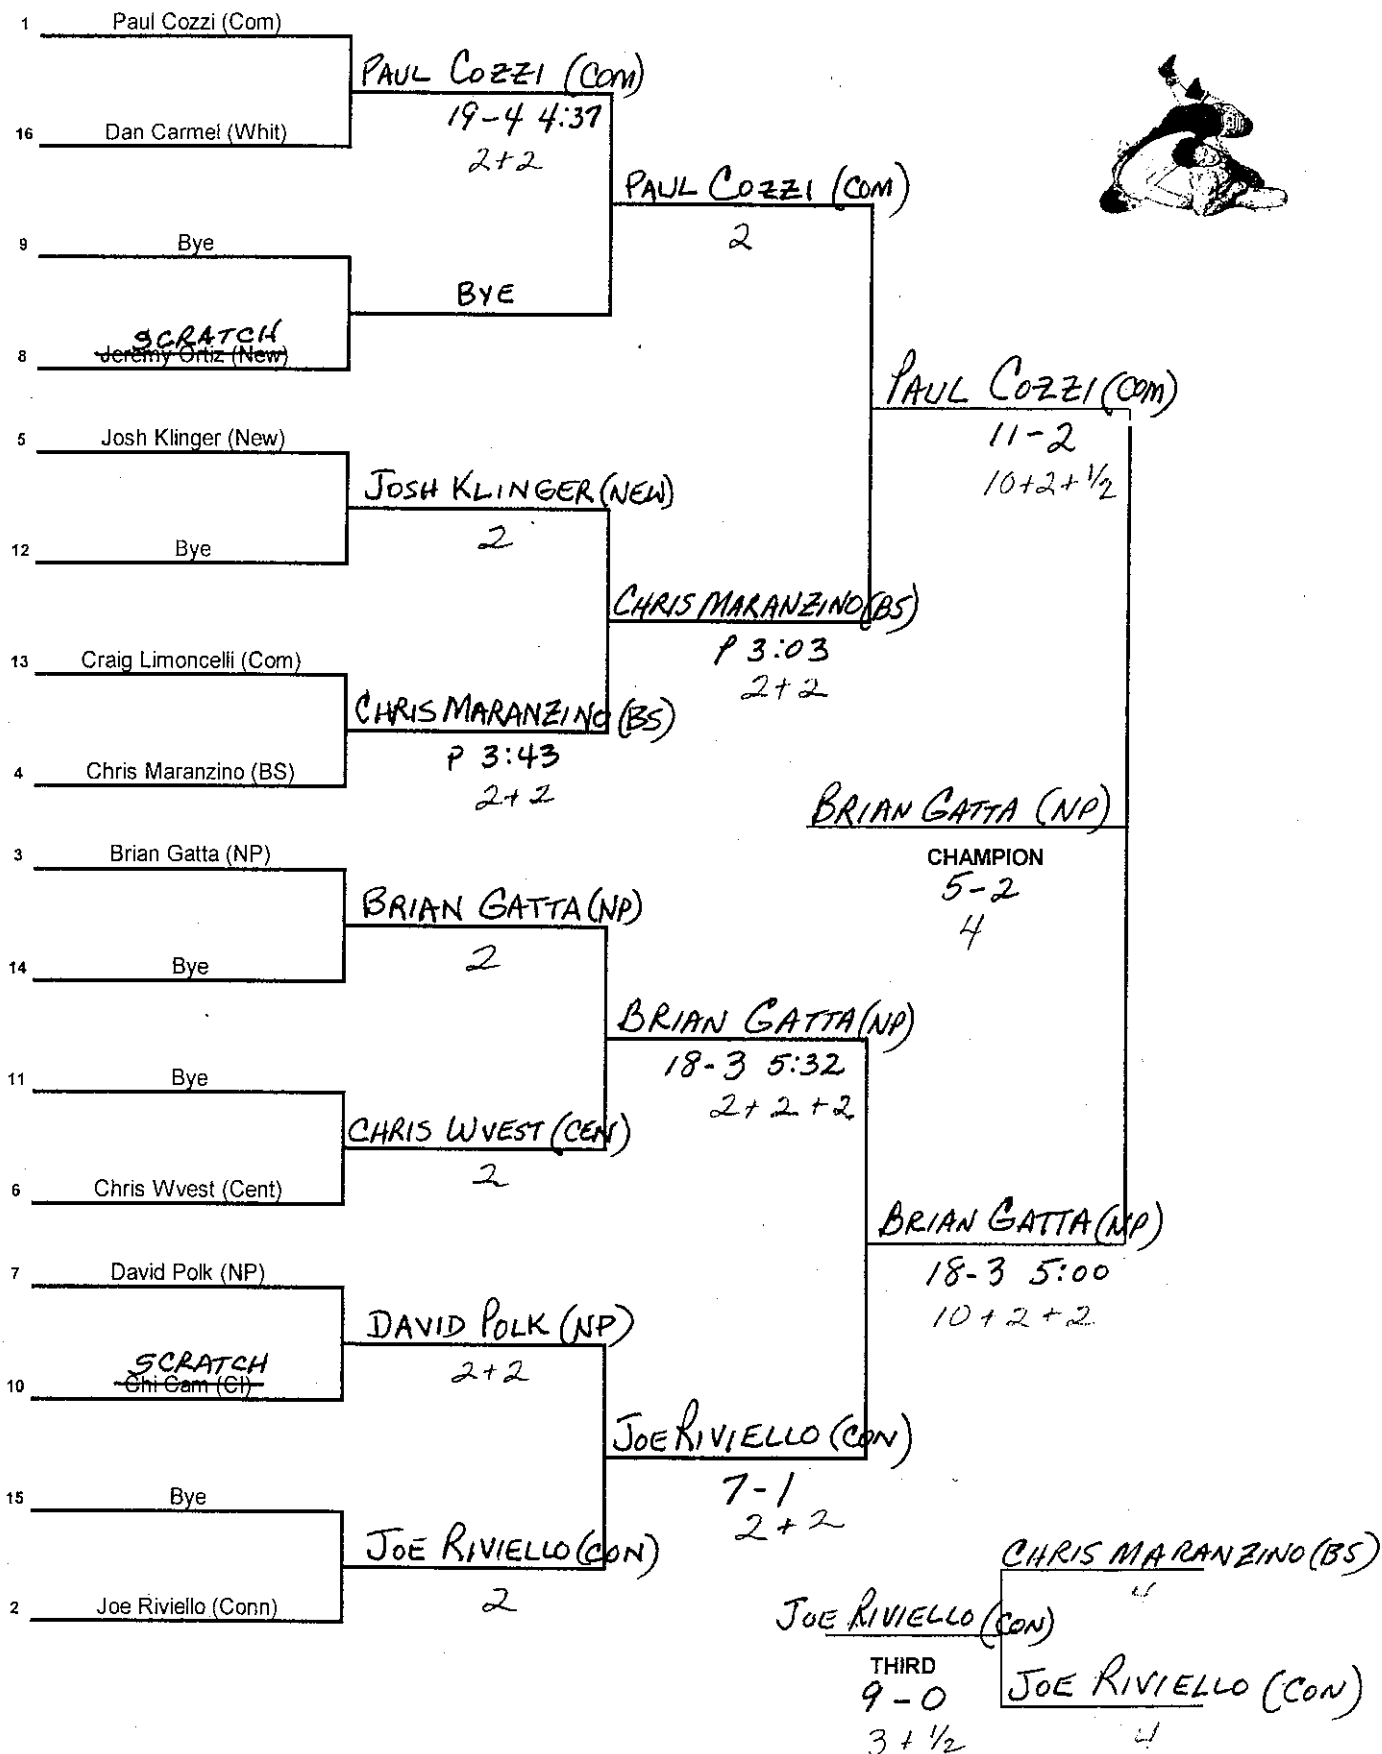 1 Paul Cozzi (Com)
PAUL COZZI (COM)
19-4 4:37
2+2
16 Dan Carmel (Whit)
PAUL COZZI (COM)
2
9 Bye
BYE
SCRATCH
8 Jeremy Ortiz (New)
PAUL COZZI (COM)
11-2
10+2+1/2
5 Josh Klinger (New)
JOSH KLINGER (NEW)
2
12 Bye
CHRIS MARANZINO (BS)
P 3:03
2+2
13 Craig Limoncelli (Com)
CHRIS MARANZINO (BS)
P 3:43
2+2
4 Chris Maranzino (BS)
BRIAN GATTA (NP)
CHAMPION
5-2
4
3 Brian Gatta (NP)
BRIAN GATTA (NP)
2
14 Bye
BRIAN GATTA (NP)
18-3 5:32
2+2+2
11 Bye
CHRIS WVEST (CEN)
2
6 Chris Wvest (Cent)
BRIAN GATTA (NP)
18-3 5:00
10+2+2
7 David Polk (NP)
DAVID POLK (NP)
2+2
SCRATCH
10 Chi Cam (CI)
JOE RIVIELLO (CON)
7-1
2+2
15 Bye
JOE RIVIELLO (CON)
2
2 Joe Riviello (Conn)
CHRIS MARANZINO (BS)
4
JOE RIVIELLO (CON)
THIRD
9-0
3+1/2
JOE RIVIELLO (CON)
4